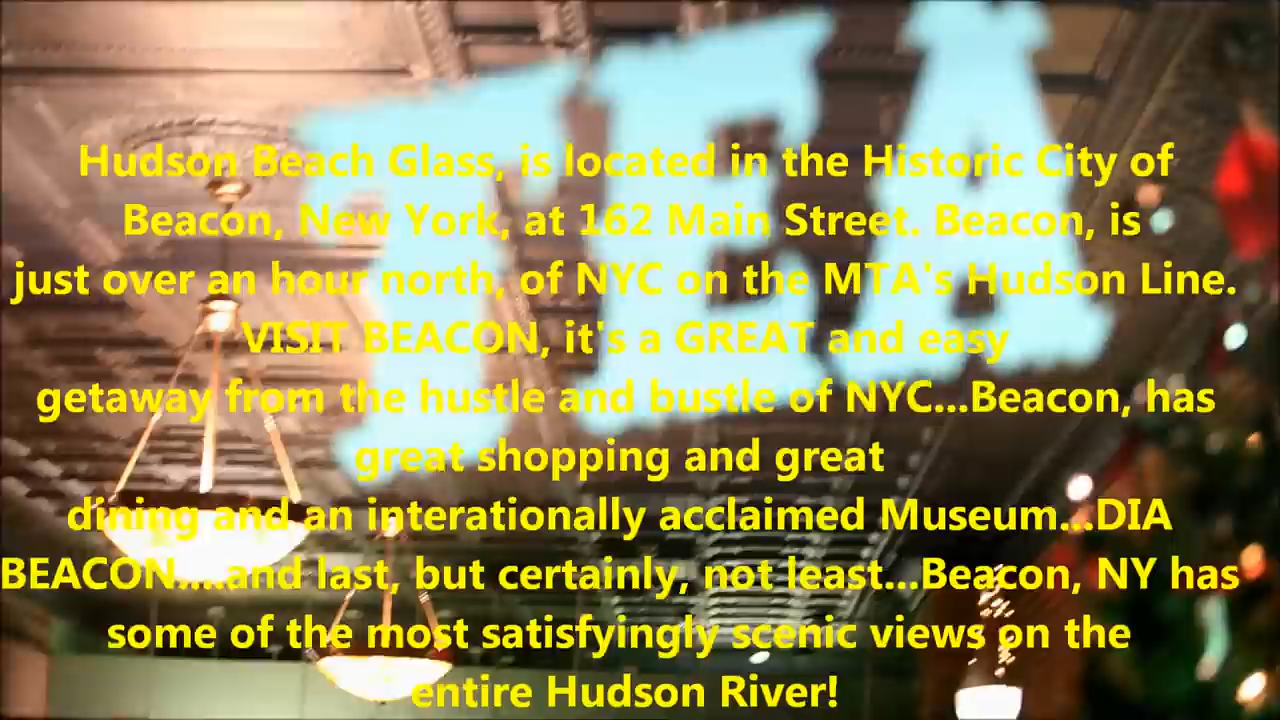 TEA
Hudson Beach Glass, is located in the Historic City of
Beacon, New York, at 162 Main Street. Beacon, is
just over an hour north, of NYC on the MTA's Hudson Line.
VISIT BEACON, it's a GREAT and easy
getaway from the hustle and bustle of NYC...Beacon, has
great shopping and great
dining and an interationally acclaimed Museum...DIA
BEACON....and last, but certainly, not least...Beacon, NY has
some of the most satisfyingly scenic views on the
entire Hudson River!